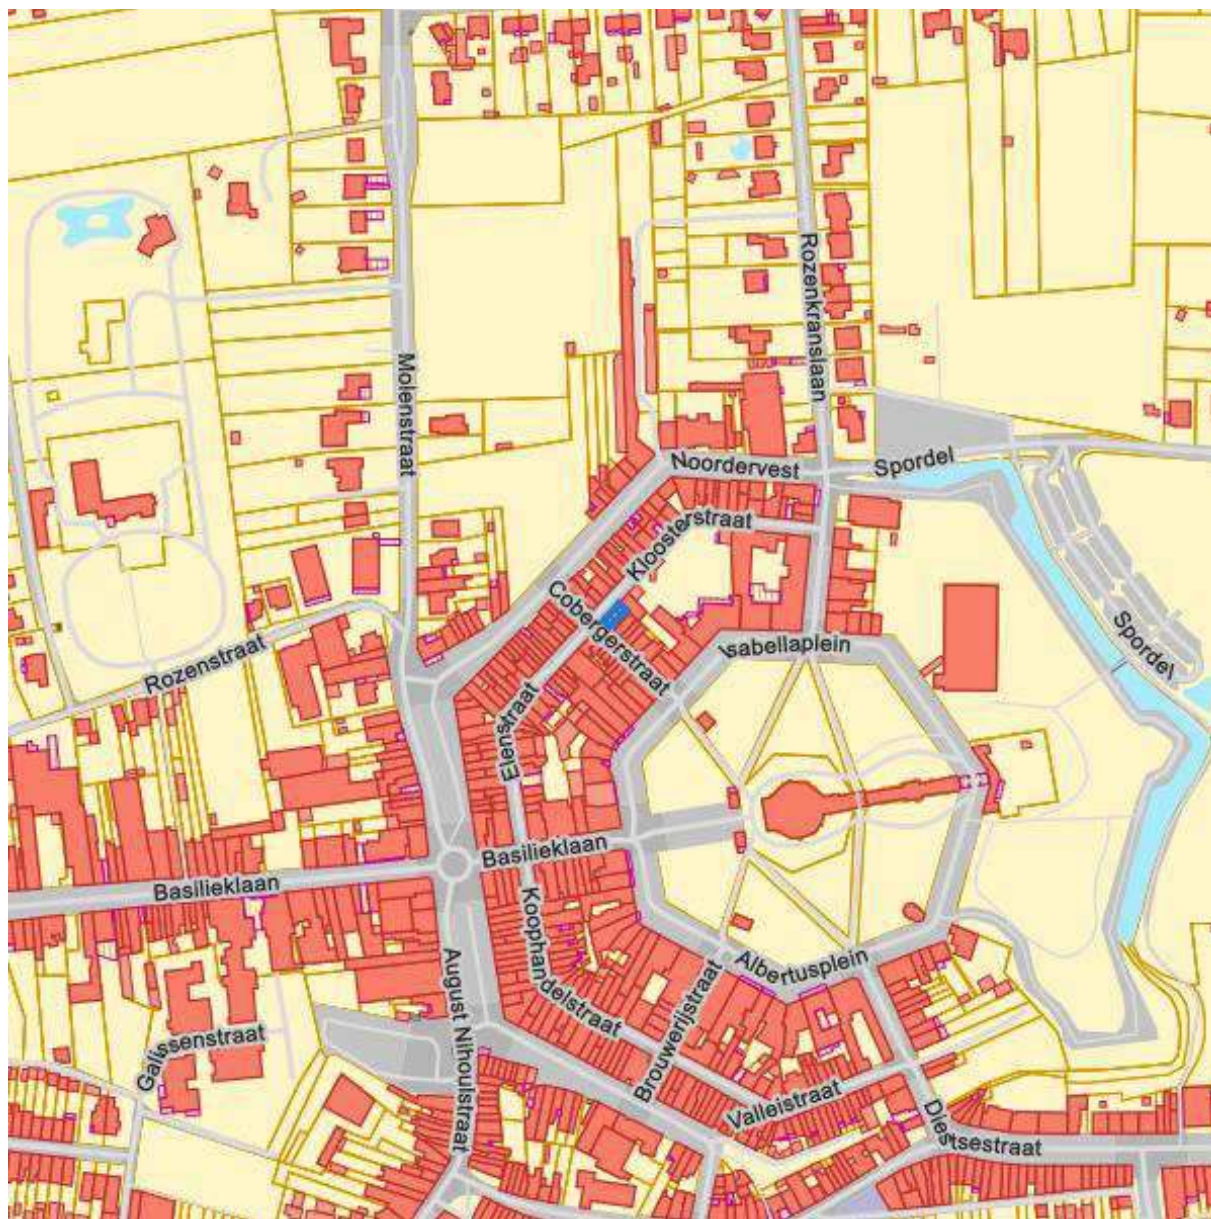 Rozenkranslaan
Molenstraat
Noordervest
Spordel
Kloosterstraat
Cobergerstraat
Isabellaplein
Spordel
Rozenstraat
Elenstraat
Basilieklaan
Basilieklaan
Koophandelstraat
Albertusplein
August Nihoulstraat
Brouwerijstraat
Galissenstraat
Valleistraat
Diestsestraat